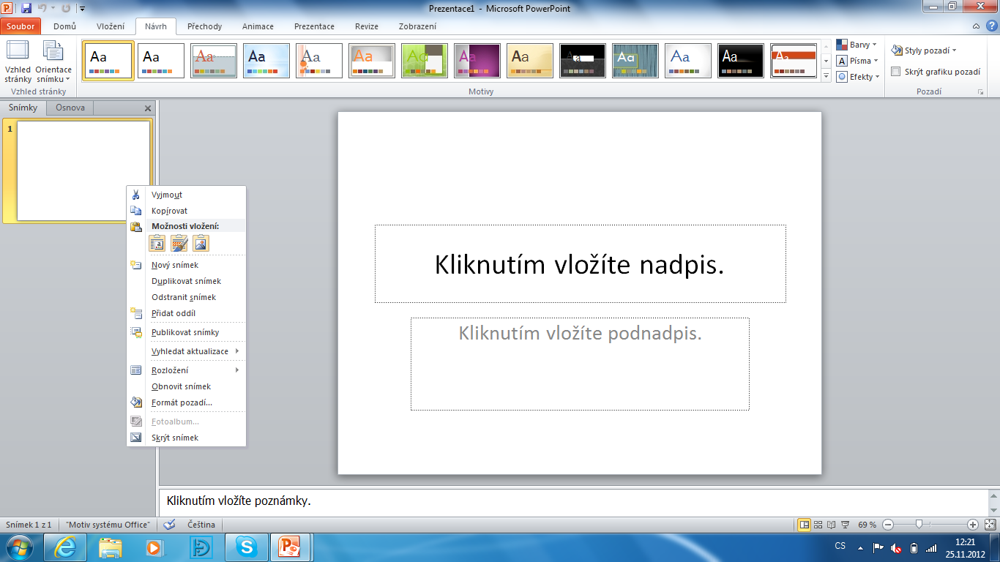 Prezentace1 - Microsoft PowerPoint
Soubor Domů Vložení Návrh Přechody Animace Prezentace Revize Zobrazení
Vzhled stránky
Orientace snímku
Aa Aa Aa Aa Aa Aa Aa Aa Aa Aa Aa Aa Aa Aa
Barvy
Písma
Efekty
Styly pozadí
Skrýt grafiku pozadí
Vzhled stránky Motivy Pozadí
Snímky Osnova
1
Vyjmout
Kopírovat
Možnosti vložení:
Nový snímek
Duplikovat snímek
Odstranit snímek
Přidat oddíl
Publikovat snímky
Vyhledat aktualizace
Rozložení
Obnovit snímek
Formát pozadí...
Fotoalbum...
Skrýt snímek
Kliknutím vložíte nadpis.
Kliknutím vložíte podnadpis.
Kliknutím vložíte poznámky.
Snímek 1 z 1 "Motiv systému Office" Čeština 69 %
CS 12:21
25.11.2012